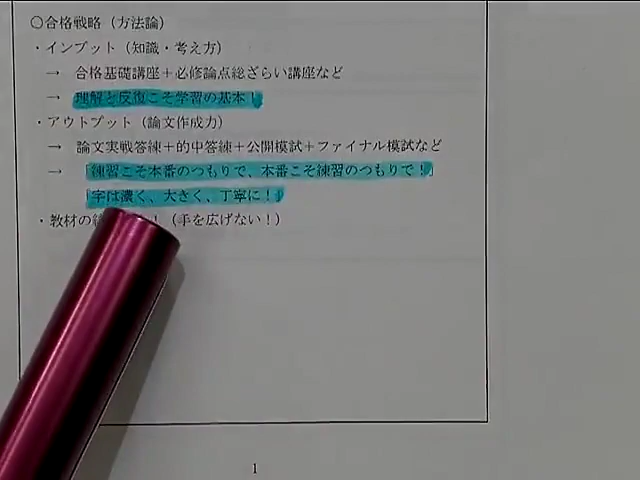 〇合格戦略（方法論）
・インプット（知識・考え方）
→ 合格基礎講座＋必修論点総ざらい講座など
→ 理解と反復こそ学習の基本！
・アウトプット（論文作成力）
→ 論文実戦答練＋的中答練＋公開模試＋ファイナル模試など
→ 「練習こそ本番のつもりで、本番こそ練習のつもりで！」
「字は濃く、大きく、丁寧に！」
・教材の ！（手を広げない！）
1